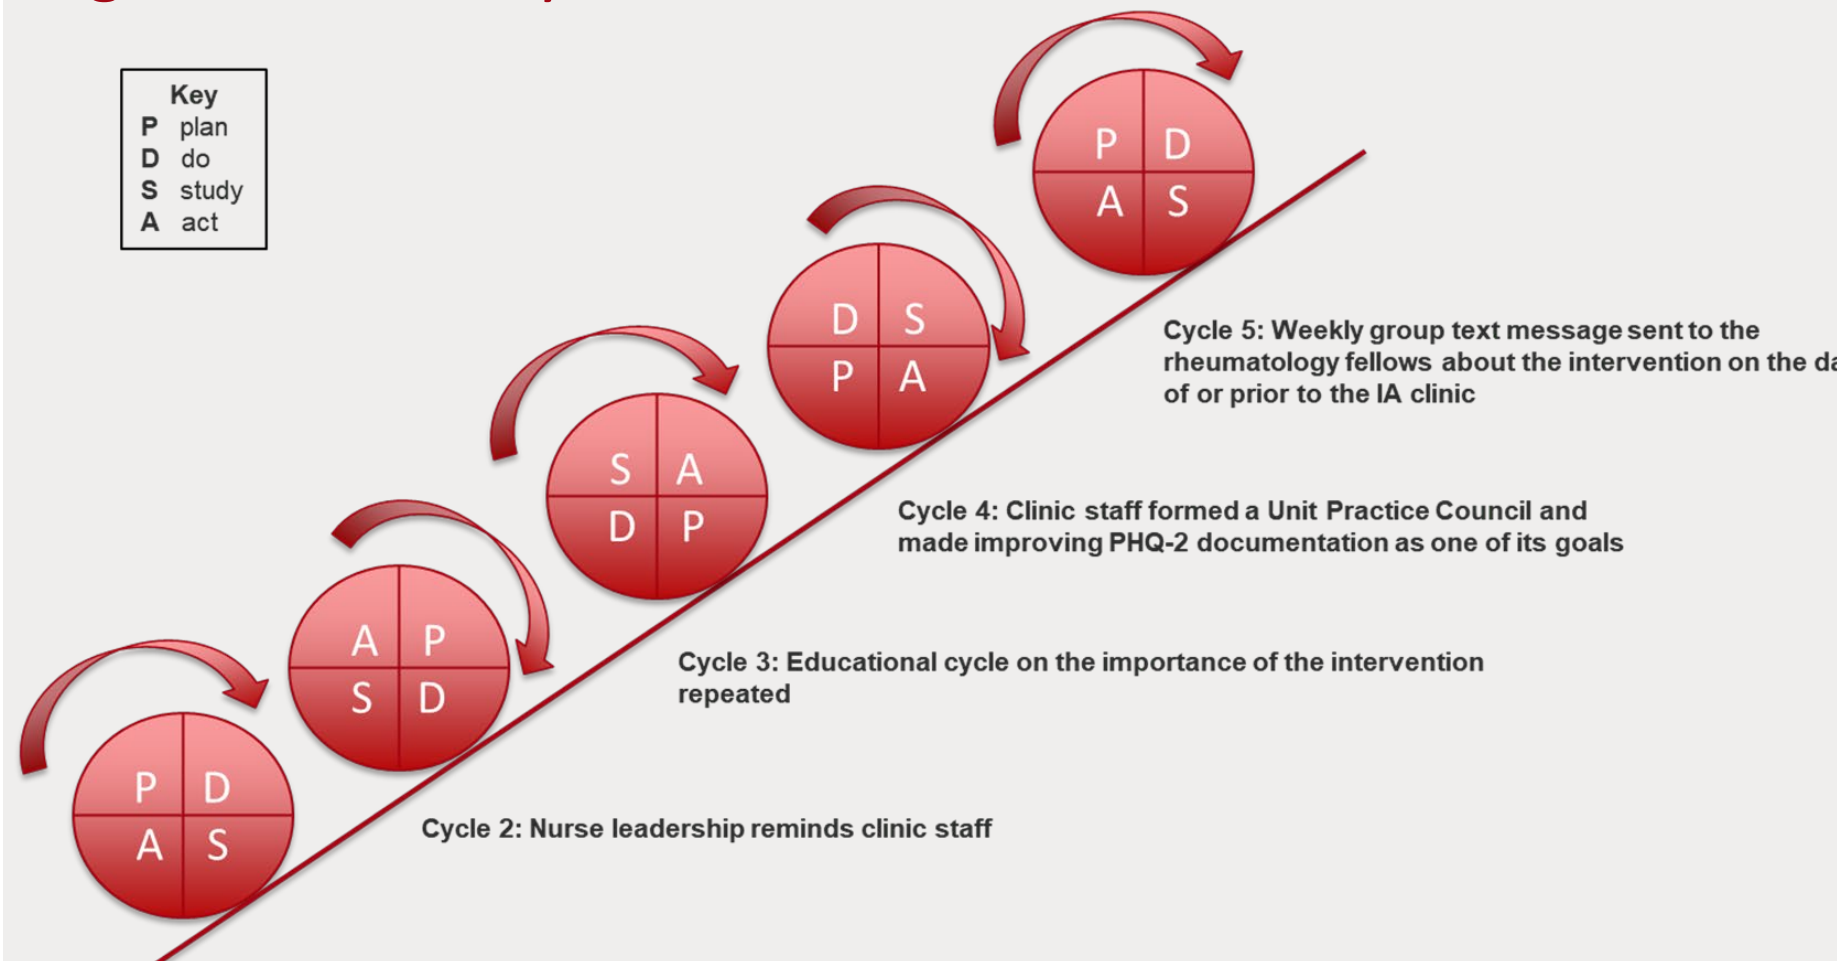 Key
P plan
D do
S study
A act
P D
A S
D S
P A
Cycle 5: Weekly group text message sent to the
rheumatology fellows about the intervention on the
of or prior to the IA clinic
S A
D P
Cycle 4: Clinic staff formed a Unit Practice Council and
made improving PHQ-2 documentation as one of its goals
A P
S D
Cycle 3: Educational cycle on the importance of the intervention
repeated
P D
A S
Cycle 2: Nurse leadership reminds clinic staff